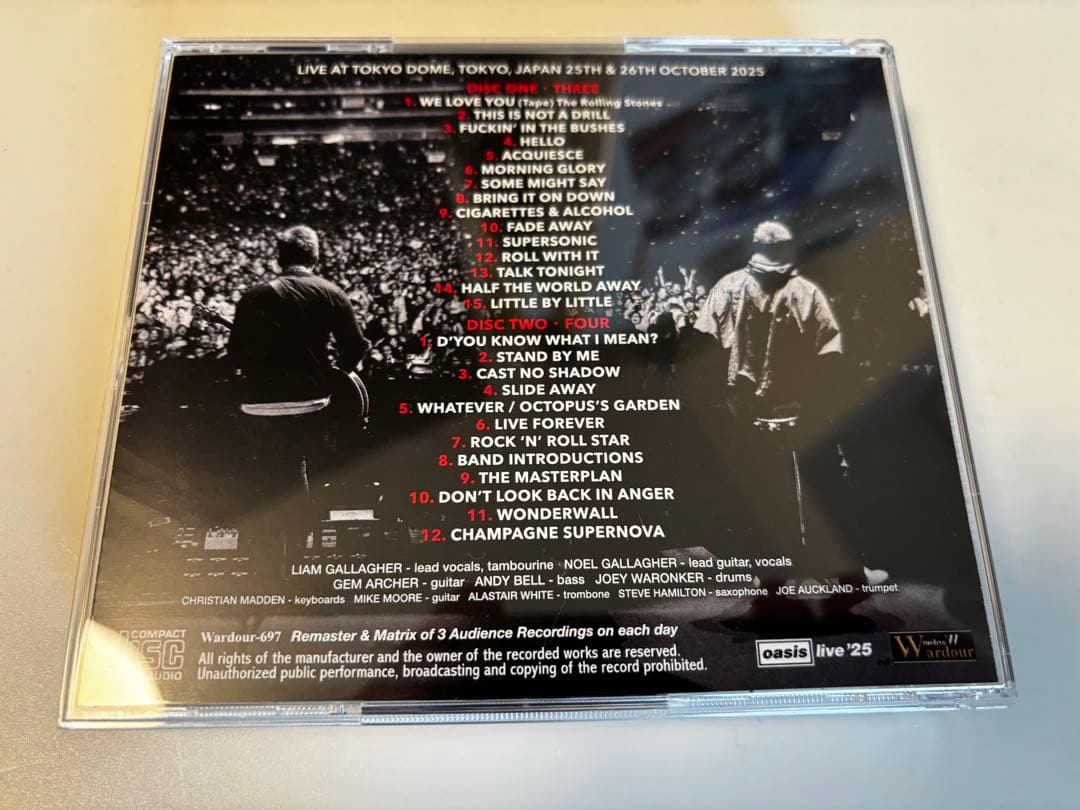 LIVE AT TOKYO DOME, TOKYO, JAPAN 25TH & 26TH OCTOBER 2025
DISC ONE · THREE
1. WE LOVE YOU (Tape) The Rolling Stones
2. THIS IS NOT A DRILL
3. FUCKIN' IN THE BUSHES
4. HELLO
5. ACQUIESCE
6. MORNING GLORY
7. SOME MIGHT SAY
8. BRING IT ON DOWN
9. CIGARETTES & ALCOHOL
10. FADE AWAY
11. SUPERSONIC
12. ROLL WITH IT
13. TALK TONIGHT
14. HALF THE WORLD AWAY
15. LITTLE BY LITTLE
DISC TWO · FOUR
1. D'YOU KNOW WHAT I MEAN?
2. STAND BY ME
3. CAST NO SHADOW
4. SLIDE AWAY
5. WHATEVER / OCTOPUS'S GARDEN
6. LIVE FOREVER
7. ROCK 'N' ROLL STAR
8. BAND INTRODUCTIONS
9. THE MASTERPLAN
10. DON'T LOOK BACK IN ANGER
11. WONDERWALL
12. CHAMPAGNE SUPERNOVA
LIAM GALLAGHER - lead vocals, tambourine NOEL GALLAGHER - lead guitar, vocals
GEM ARCHER - guitar ANDY BELL - bass JOEY WARONKER - drums
CHRISTIAN MADDEN - keyboards MIKE MOORE - guitar ALASTAIR WHITE - trombone STEVE HAMILTON - saxophone JOE AUCKLAND - trumpet
COMPACT
DISC
AUDIO
Wardour-697 Remaster & Matrix of 3 Audience Recordings on each day
All rights of the manufacturer and the owner of the recorded works are reserved.
Unauthorized public performance, broadcasting and copying of the record prohibited.
oasis live '25
Wardour